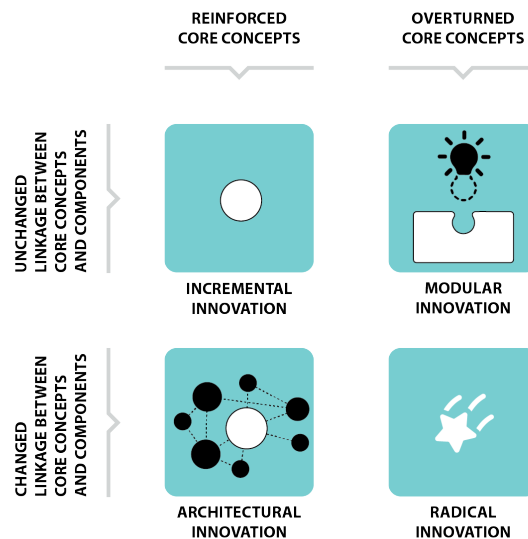 REINFORCED
CORE CONCEPTS
OVERTURNED
CORE CONCEPTS
UNCHANGED
LINKAGE BETWEEN
CORE CONCEPTS
AND COMPONENTS
INCREMENTAL
INNOVATION
MODULAR
INNOVATION
CHANGED
LINKAGE BETWEEN
CORE CONCEPTS
AND COMPONENTS
ARCHITECTURAL
INNOVATION
RADICAL
INNOVATION